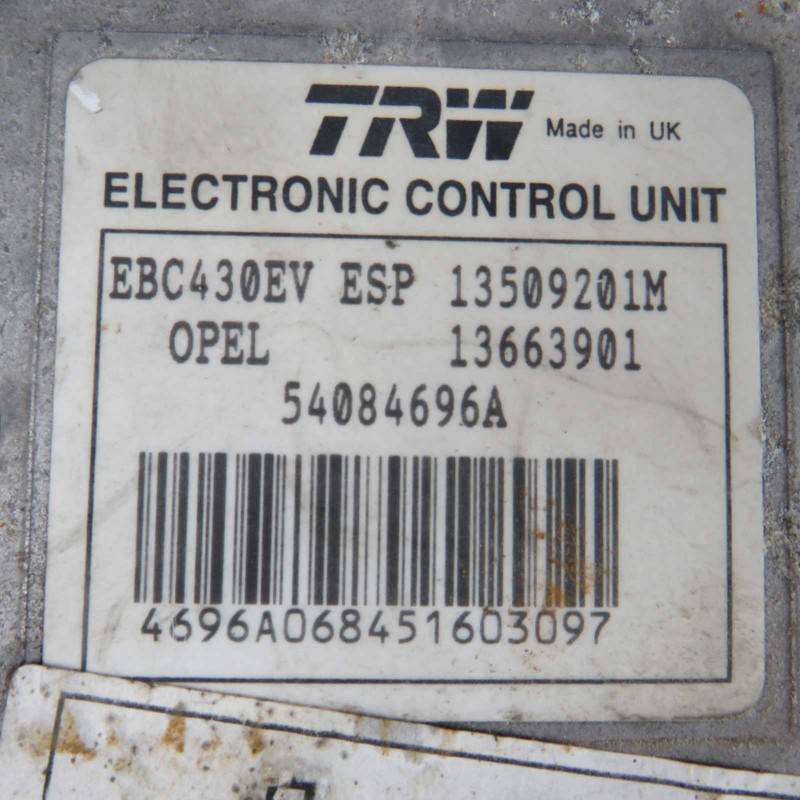 TRW Made in UK
ELECTRONIC CONTROL UNIT
EBC430EV ESP 13509201M
OPEL 13663901
54084696A
4696A068451603097